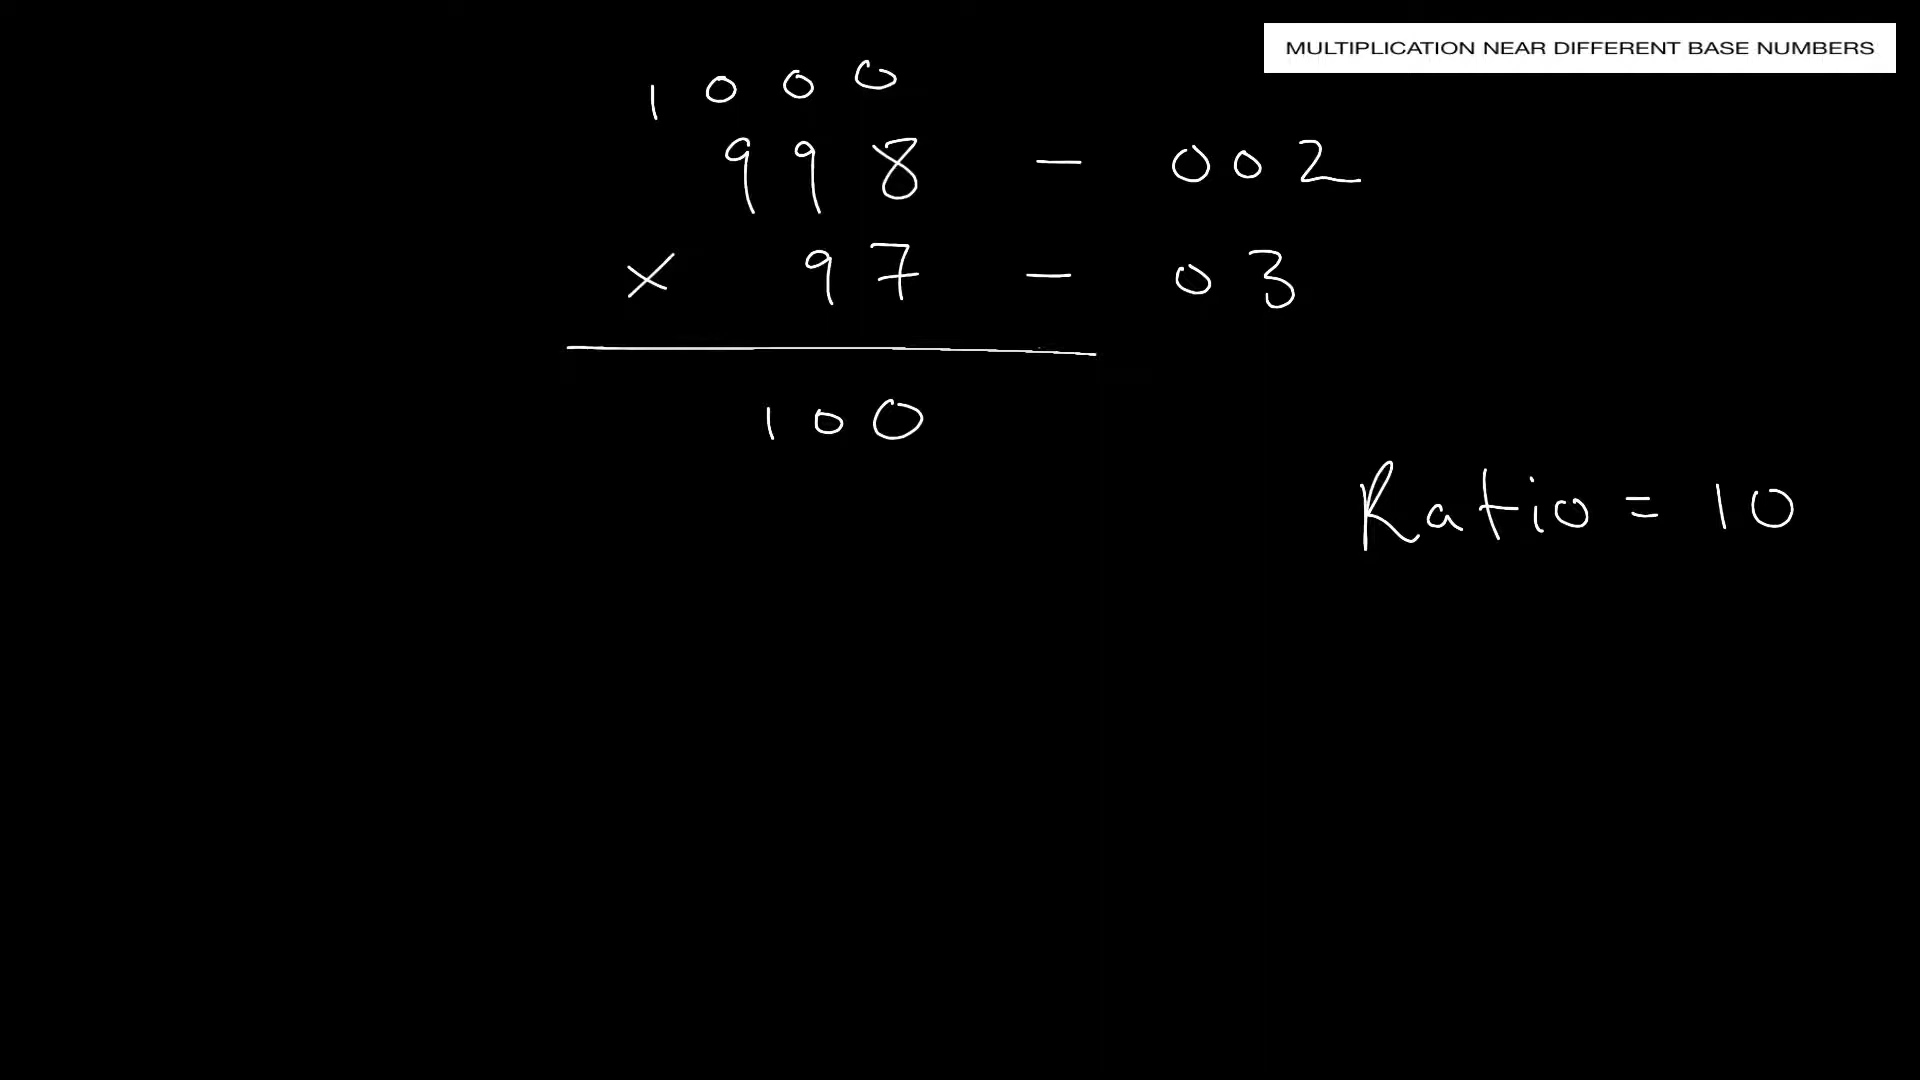 MULTIPLICATION NEAR DIFFERENT BASE NUMBERS
1000
998 - 002
× 97 - 03
100
Ratio = 10